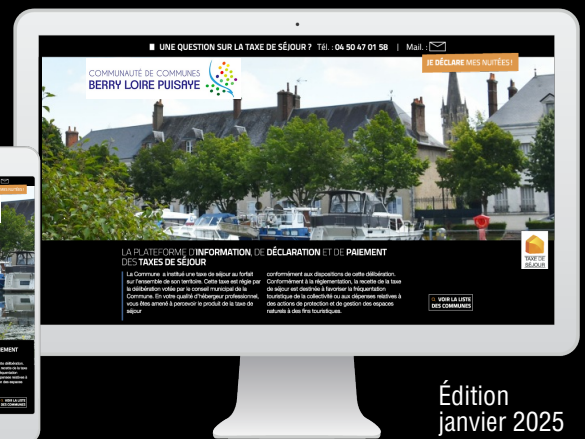 UNE QUESTION SUR LA TAXE DE SÉJOUR ? Tél. : 04 50 47 01 58 | Mail. :
JE DÉCLARE MES NUITÉES !
COMMUNAUTÉ DE COMMUNES
BERRY LOIRE PUISAYE
LA PLATEFORME D'INFORMATION, DE DÉCLARATION ET DE PAIEMENT
DES TAXES DE SÉJOUR
La Commune a institué une taxe de séjour au forfait
sur l'ensemble de son territoire. Cette taxe est régie par
la délibération votée par le conseil municipal de la
Commune. En votre qualité d'hébergeur professionnel,
vous êtes amené à percevoir le produit de la taxe de
séjour
conformément aux dispositions de cette délibération.
Conformément à la réglementation, la recette de la taxe
de séjour est destinée à favoriser la fréquentation
touristique de la collectivité ou aux dépenses relatives à
des actions de protection et de gestion des espaces
naturels à des fins touristiques.
TAXE DE
SÉJOUR
VOIR LA LISTE
DES COMMUNES
IEMENT
VOIR LA LISTE
DES COMMUNES
Édition
janvier 2025